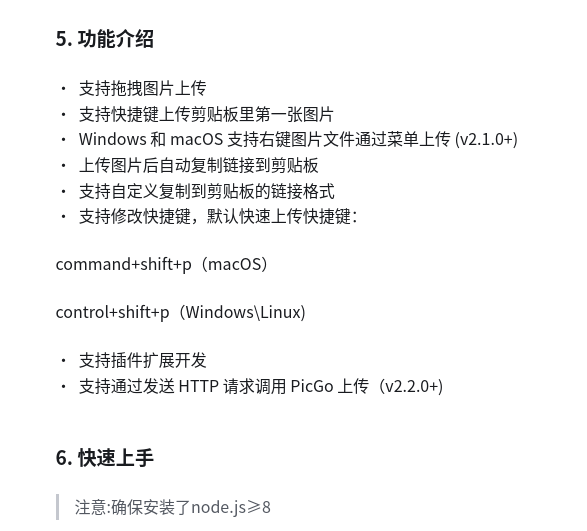 5. 功能介绍
• 支持拖拽图片上传
• 支持快捷键上传剪贴板里第一张图片
• Windows 和 macOS 支持右键图片文件通过菜单上传 (v2.1.0+)
• 上传图片后自动复制链接到剪贴板
• 支持自定义复制到剪贴板的链接格式
• 支持修改快捷键，默认快速上传快捷键：
command+shift+p（macOS）
control+shift+p（Windows\Linux)
• 支持插件扩展开发
• 支持通过发送 HTTP 请求调用 PicGo 上传（v2.2.0+)
6. 快速上手
注意:确保安装了node.js≥8